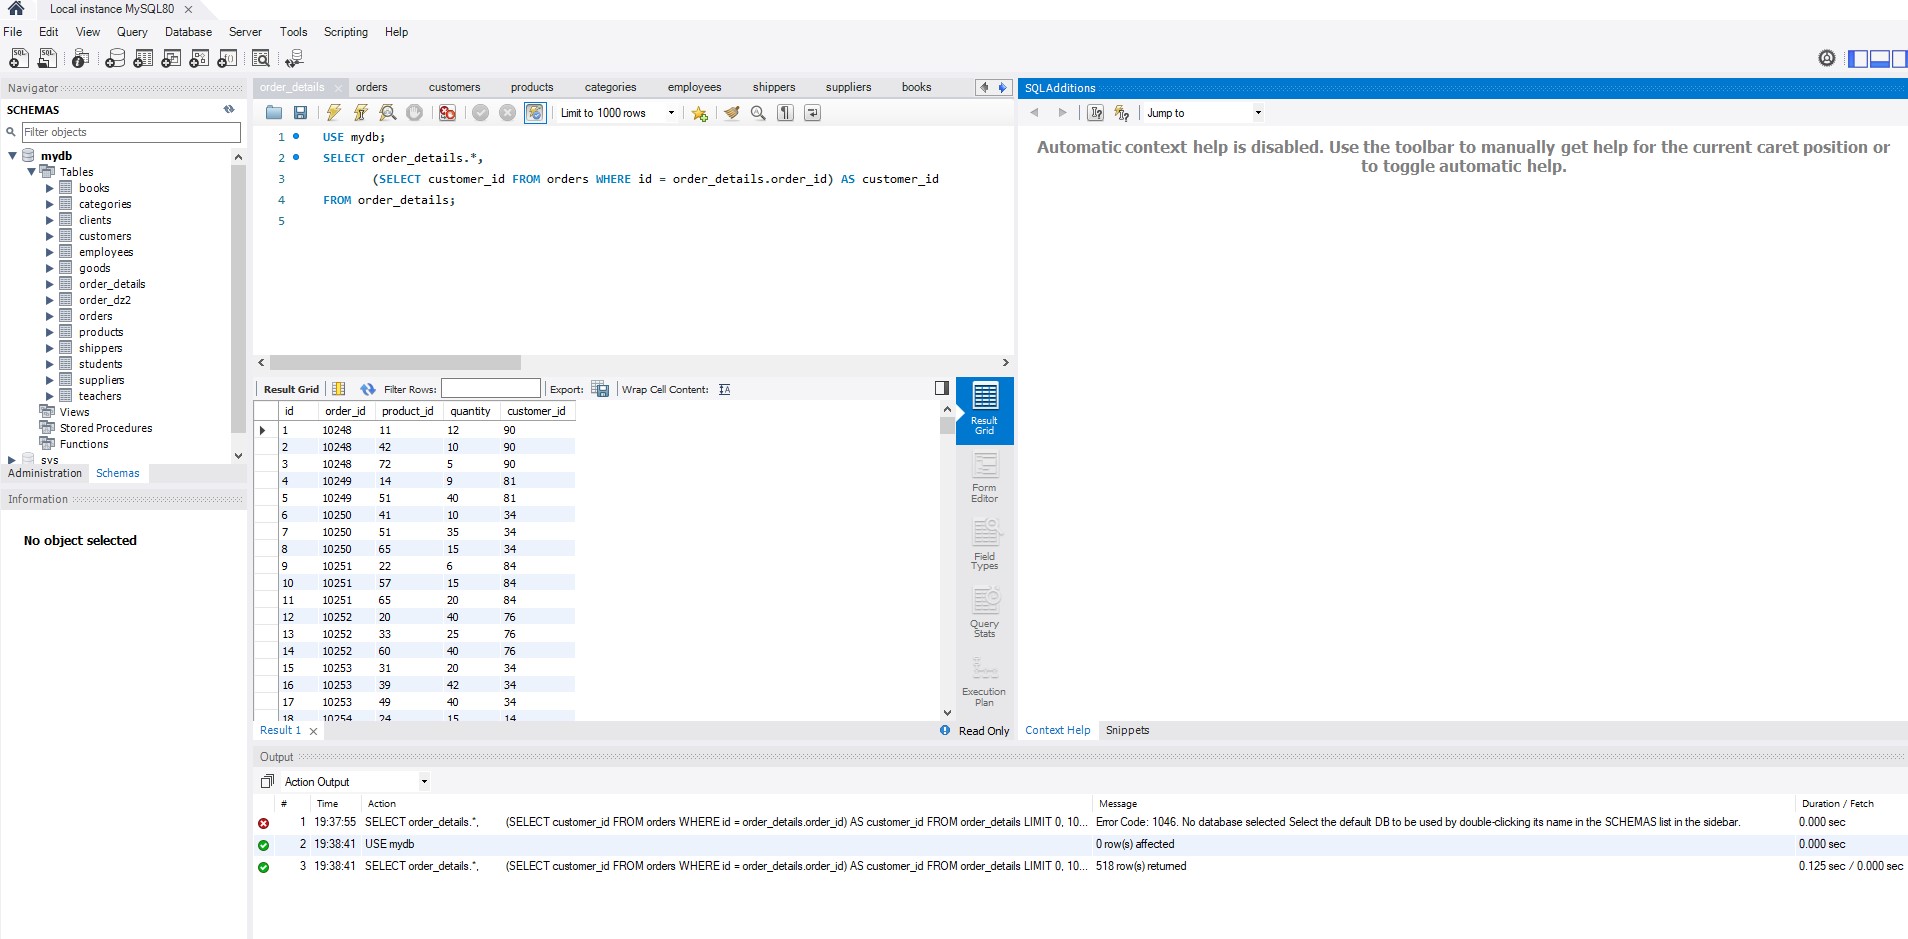 Local instance MySQL80
File Edit View Query Database Server Tools Scripting Help
Navigator
SCHEMAS
Filter objects
mydb
Tables
books
categories
clients
customers
employees
goods
order_details
order_dz2
orders
products
shippers
students
suppliers
teachers
Views
Stored Procedures
Functions
sys
Administration Schemas
Information
No object selected
order_details orders customers products categories employees shippers suppliers books
Limit to 1000 rows
1 USE mydb;
2 SELECT order_details.*,
3 (SELECT customer_id FROM orders WHERE id = order_details.order_id) AS customer_id
4 FROM order_details;
5
Result Grid Filter Rows: Export: Wrap Cell Content:
id order_id product_id quantity customer_id
1 10248 11 12 90
2 10248 42 10 90
3 10248 72 5 90
4 10249 14 9 81
5 10249 51 40 81
6 10250 41 10 34
7 10250 51 35 34
8 10250 65 15 34
9 10251 22 6 84
10 10251 57 15 84
11 10251 65 20 84
12 10252 20 40 76
13 10252 33 25 76
14 10252 60 40 76
15 10253 31 20 34
16 10253 39 42 34
17 10253 49 40 34
18 10254 24 15 14
Result
Grid
Form
Editor
Field
Types
Query
Stats
Execution
Plan
Result 1 Read Only
SQLAdditions
Jump to
Automatic context help is disabled. Use the toolbar to manually get help for the current caret position or
to toggle automatic help.
Context Help Snippets
Output
Action Output
# Time Action Message Duration / Fetch
1 19:37:55 SELECT order_details.*, (SELECT customer_id FROM orders WHERE id = order_details.order_id) AS customer_id FROM order_details LIMIT 0, 10... Error Code: 1046. No database selected Select the default DB to be used by double-clicking its name in the SCHEMAS list in the sidebar. 0.000 sec
2 19:38:41 USE mydb 0 row(s) affected 0.000 sec
3 19:38:41 SELECT order_details.*, (SELECT customer_id FROM orders WHERE id = order_details.order_id) AS customer_id FROM order_details LIMIT 0, 10... 518 row(s) returned 0.125 sec / 0.000 sec